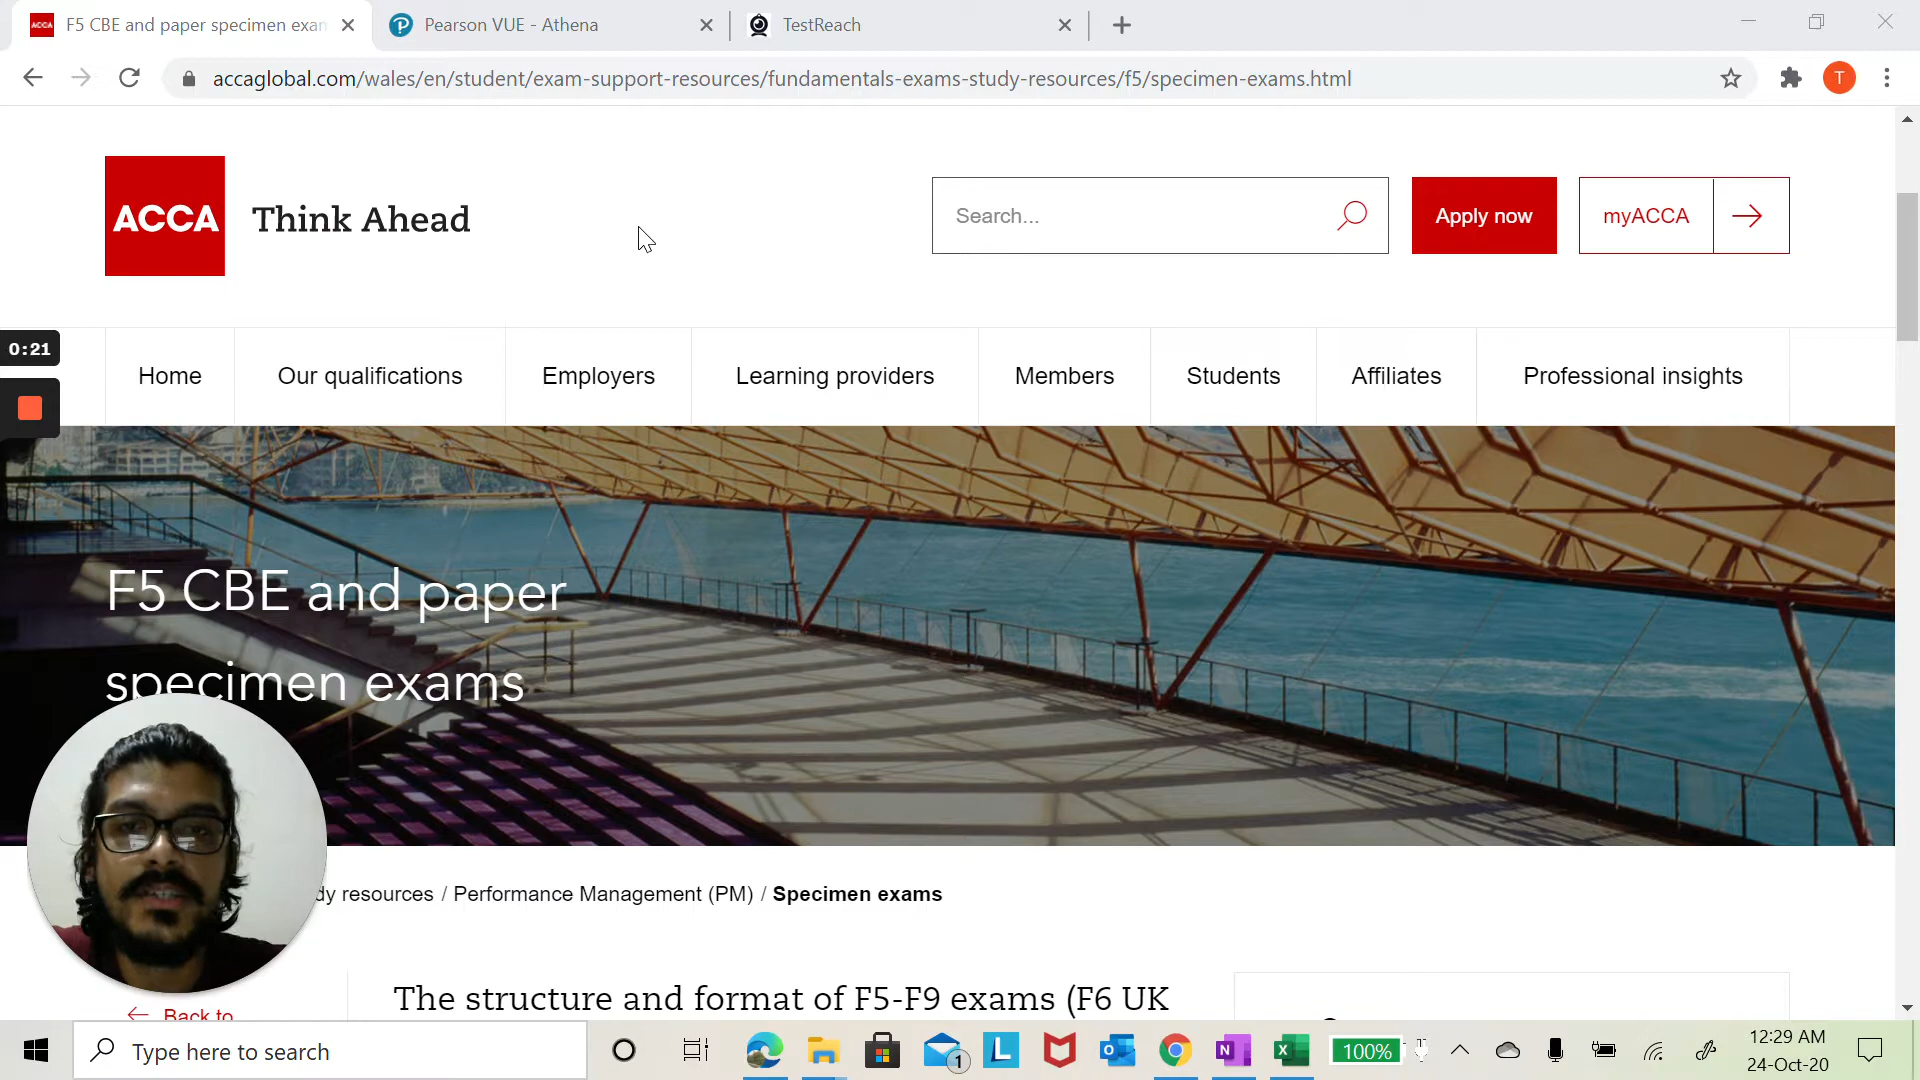 F5 CBE and paper specimen exan
Pearson VUE - Athena
TestReach
accaglobal.com/wales/en/student/exam-support-resources/fundamentals-exams-study-resources/f5/specimen-exams.html
T
ACCA
Think Ahead
Search...
Apply now
myACCA
0:21
Home
Our qualifications
Employers
Learning providers
Members
Students
Affiliates
Professional insights
F5 CBE and paper
specimen exams
dy resources / Performance Management (PM) / Specimen exams
The structure and format of F5-F9 exams (F6 UK
Back to
Type here to search
1
L
N
X
100%
12:29 AM
24-Oct-20